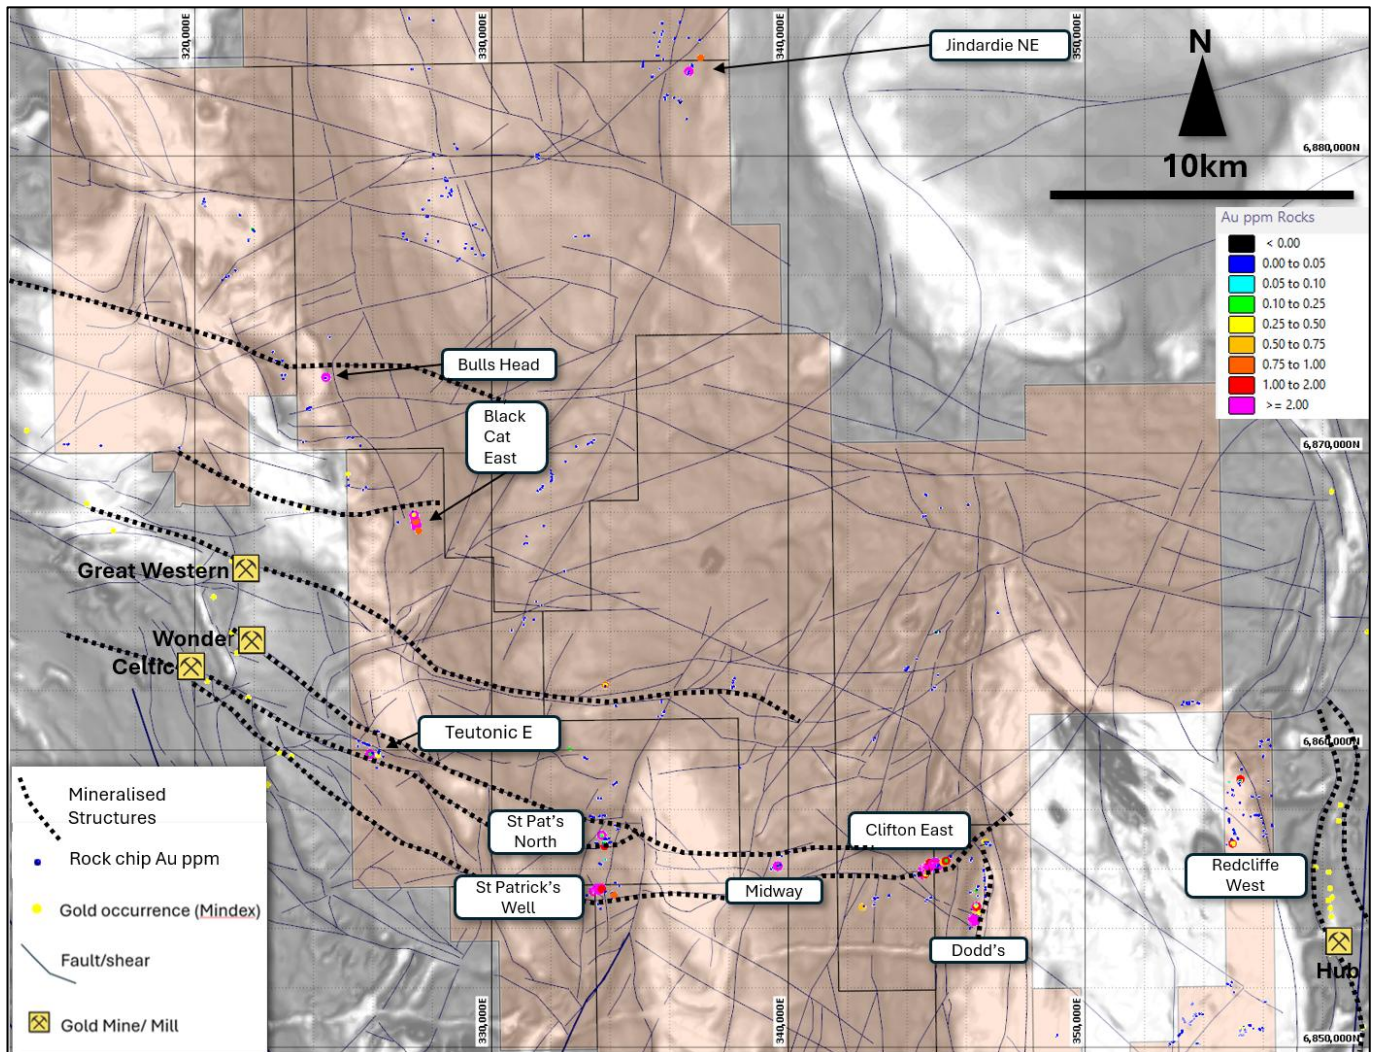 320,000E
330,000E
340,000E
350,000E
Jindardie NE
N
10km
6,880,000N
Au ppm Rocks
< 0.00
0.00 to 0.05
0.05 to 0.10
0.10 to 0.25
0.25 to 0.50
0.50 to 0.75
0.75 to 1.00
1.00 to 2.00
>= 2.00
Bulls Head
Black
Cat
East
6,870,000N
Great Western
Wonder
Celtic
Teutonic E
6,860,000N
St Pat's
North
Clifton East
St Patrick's
Well
Midway
Redcliffe
West
Dodd's
Hub
Mineralised
Structures
Rock chip Au ppm
Gold occurrence (Mindex)
Fault/shear
Gold Mine/ Mill
330,000E
340,000E
350,000E
6,850,000N